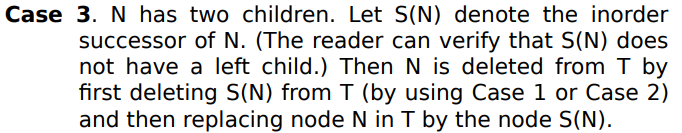 Case 3. N has two children. Let S(N) denote the inorder
successor of N. (The reader can verify that S(N) does
not have a left child.) Then N is deleted from T by
first deleting S(N) from T (by using Case 1 or Case 2)
and then replacing node N in T by the node S(N).